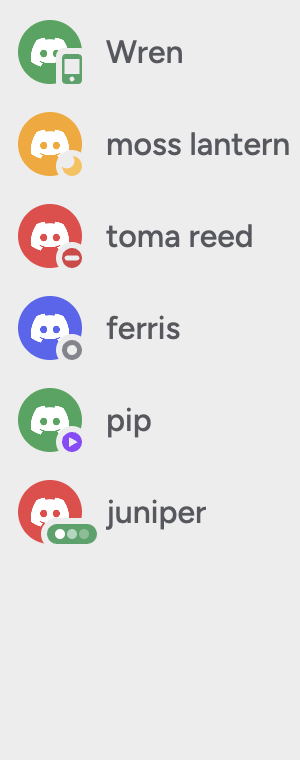 Wren
moss lantern
toma reed
ferris
pip
juniper